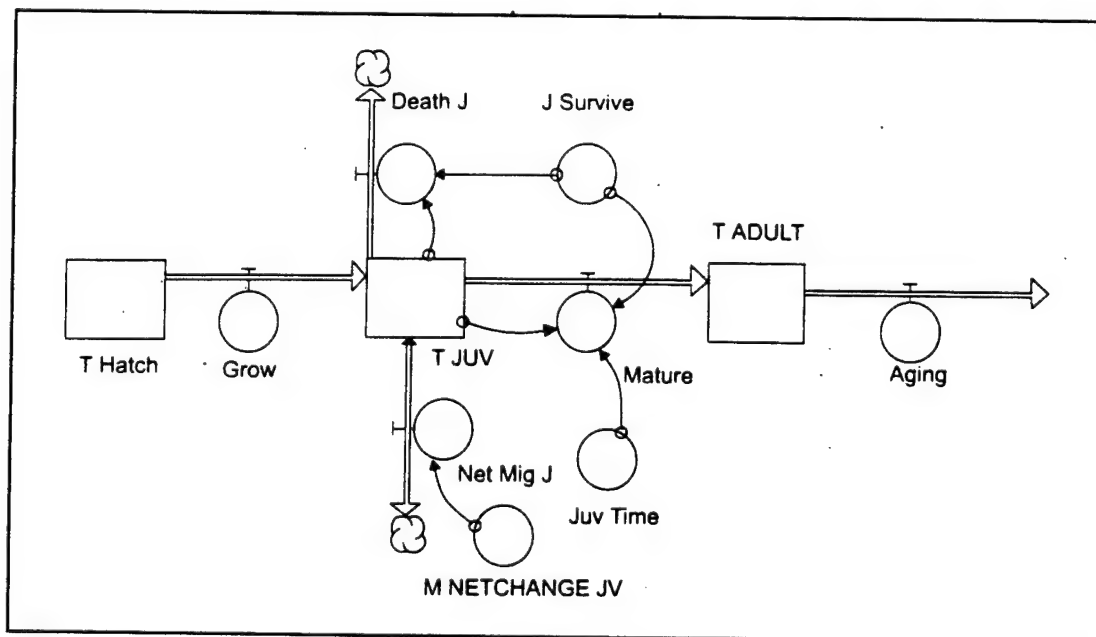 Death J
J Survive
T ADULT
T Hatch
Grow
T JUV
Mature
Aging
Net Mig J
Juv Time
M NETCHANGE JV